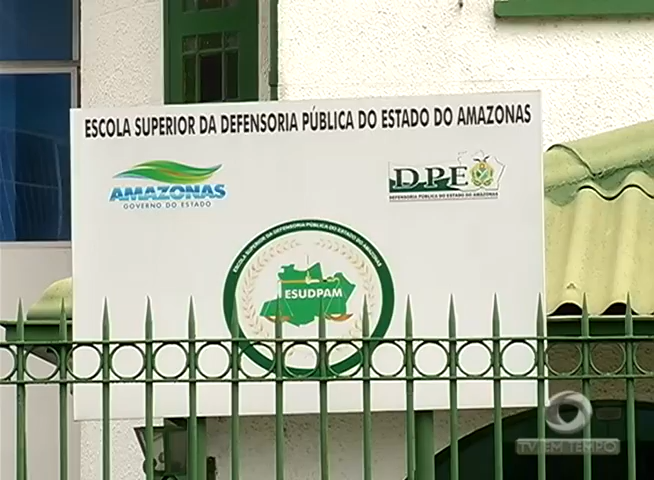 ESCOLA SUPERIOR DA DEFENSORIA PÚBLICA DO ESTADO DO AMAZONAS
AMAZONAS
GOVERNO DO ESTADO
DPE
DEFENSORIA PÚBLICA DO ESTADO DO AMAZONAS
ESCOLA SUPERIOR DA DEFENSORIA PÚBLICA DO ESTADO DO AMAZONAS
ESUDPAM
TV EM TEMPO